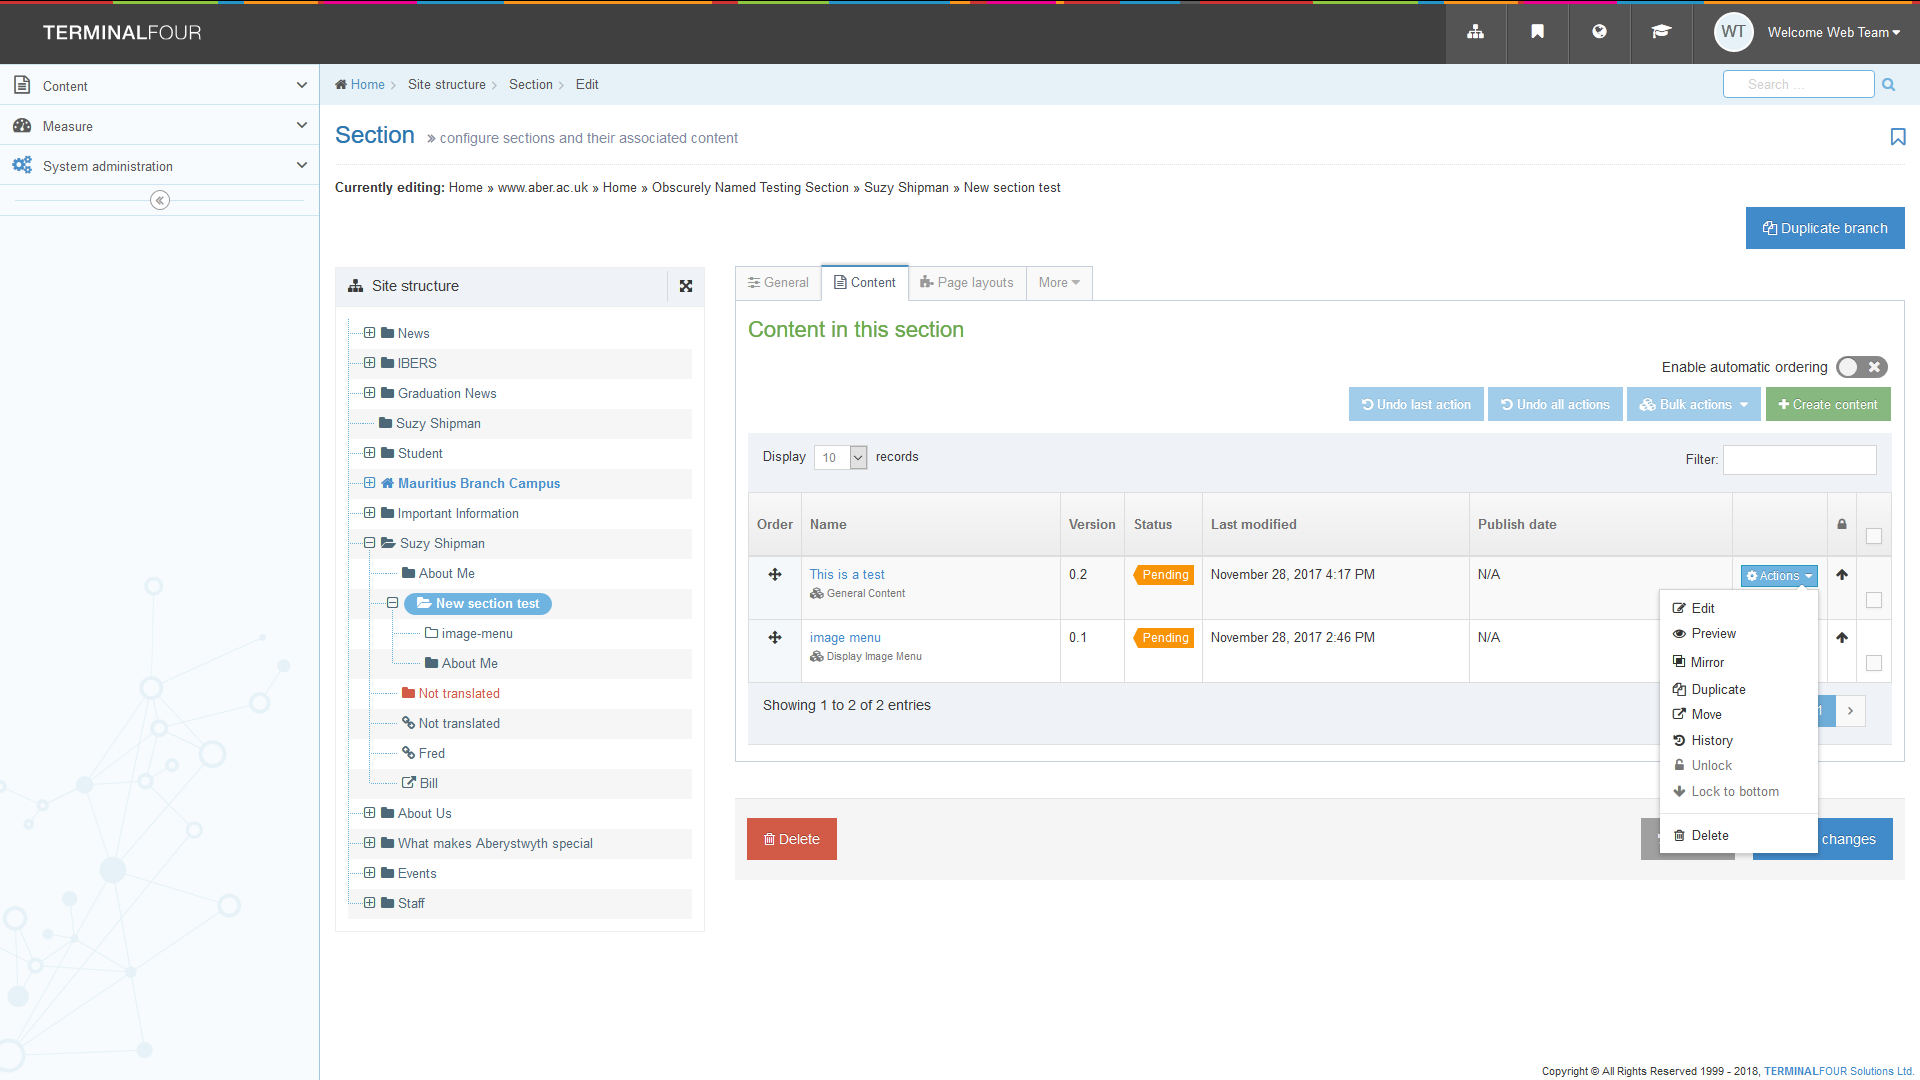 TERMINALFOUR
WT Welcome Web Team
Content
Measure
System administration
Home Site structure Section Edit
Search ...
Section » configure sections and their associated content
Currently editing: Home » www.aber.ac.uk » Home » Obscurely Named Testing Section » Suzy Shipman » New section test
Duplicate branch
Site structure
News
IBERS
Graduation News
Suzy Shipman
Student
Mauritius Branch Campus
Important Information
Suzy Shipman
About Me
New section test
image-menu
About Me
Not translated
Not translated
Fred
Bill
About Us
What makes Aberystwyth special
Events
Staff
General Content Page layouts More
Content in this section
Enable automatic ordering
Undo last action Undo all actions Bulk actions Create content
Display 10 records
Filter:
Order Name Version Status Last modified Publish date
This is a test 0.2 Pending November 28, 2017 4:17 PM N/A Actions
General Content
image menu 0.1 Pending November 28, 2017 2:46 PM N/A
Display Image Menu
Showing 1 to 2 of 2 entries
1
Edit
Preview
Mirror
Duplicate
Move
History
Unlock
Lock to bottom
Delete
Delete
changes
Copyright © All Rights Reserved 1999 - 2018, TERMINALFOUR Solutions Ltd.